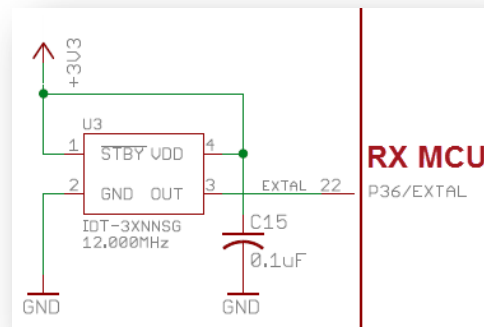 +3V3
U3
1 STBY VDD 4
2 GND OUT 3
EXTAL 22
RX MCU
P36/EXTAL
IDT-3XNNSG
12.000MHz
C15
0.1uF
GND
GND